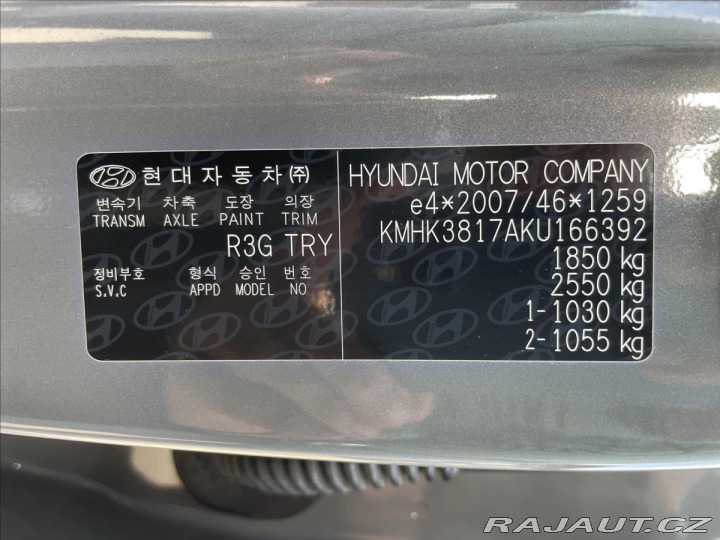 현대자동차㈜
변속기 차축 도장 의장
TRANSM AXLE PAINT TRIM
R3G TRY
정비부호 형식 승인 번호
S.V.C APPD MODEL NO
HYUNDAI MOTOR COMPANY
e4*2007/46*1259
KMHK3817AKU166392
1850 kg
2550 kg
1-1030 kg
2-1055 kg
RAJAUT.CZ